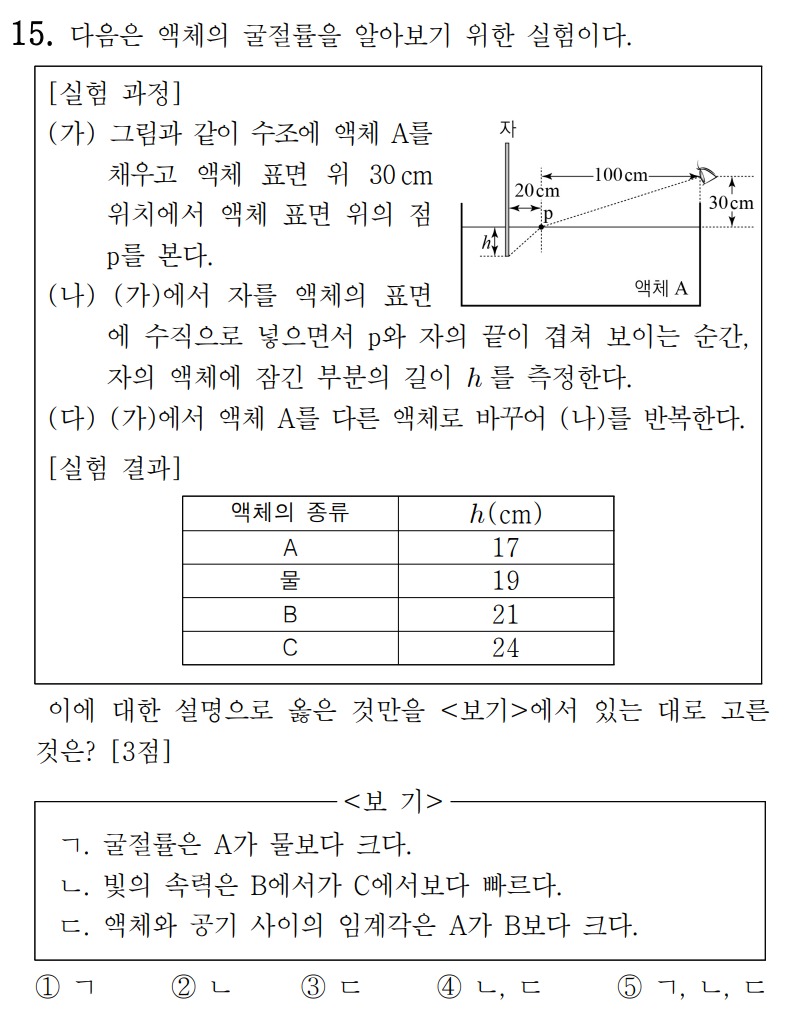 15. 다음은 액체의 굴절률을 알아보기 위한 실험이다.
[실험 과정]
(가) 그림과 같이 수조에 액체 A를
채우고 액체 표면 위 30cm
위치에서 액체 표면 위의 점
p를 본다.
자
100cm
20cm
30cm
p
h
액체 A
(나) (가)에서 자를 액체의 표면
에 수직으로 넣으면서 p와 자의 끝이 겹쳐 보이는 순간,
자의 액체에 잠긴 부분의 길이 h를 측정한다.
(다) (가)에서 액체 A를 다른 액체로 바꾸어 (나)를 반복한다.
[실험 결과]
액체의 종류 h(cm)
A 17
물 19
B 21
C 24
이에 대한 설명으로 옳은 것만을 <보기>에서 있는 대로 고른
것은? [3점]
<보 기>
ㄱ. 굴절률은 A가 물보다 크다.
ㄴ. 빛의 속력은 B에서가 C에서보다 빠르다.
ㄷ. 액체와 공기 사이의 임계각은 A가 B보다 크다.
① ㄱ ② ㄴ ③ ㄷ ④ ㄴ, ㄷ ⑤ ㄱ, ㄴ, ㄷ